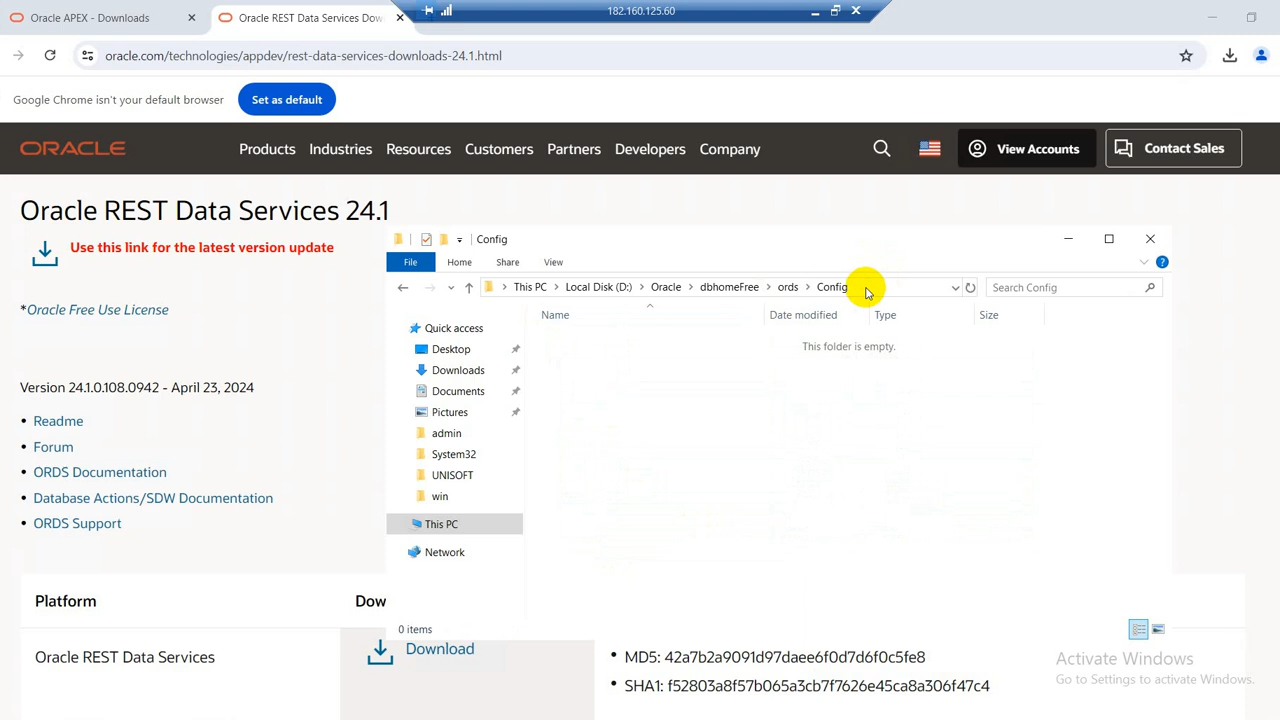 Oracle APEX - Downloads
Oracle REST Data Services Dow
182.160.125.60
oracle.com/technologies/appdev/rest-data-services-downloads-24.1.html
Google Chrome isn't your default browser
Set as default
ORACLE
Products
Industries
Resources
Customers
Partners
Developers
Company
View Accounts
Contact Sales
Oracle REST Data Services 24.1
Use this link for the latest version update
*Oracle Free Use License
Version 24.1.0.108.0942 - April 23, 2024
• Readme
• Forum
• ORDS Documentation
• Database Actions/SDW Documentation
• ORDS Support
Config
File
Home
Share
View
This PC > Local Disk (D:) > Oracle > dbhomeFree > ords > Config
Search Config
Name
Date modified
Type
Size
This folder is empty.
Quick access
Desktop
Downloads
Documents
Pictures
admin
System32
UNISOFT
win
This PC
Network
0 items
Platform
Dow
Oracle REST Data Services
Download
• MD5: 42a7b2a9091d97daee6f0d7d6f0c5fe8
• SHA1: f52803a8f57b065a3cb7f7626e45ca8a306f47c4
Activate Windows
Go to Settings to activate Windows.